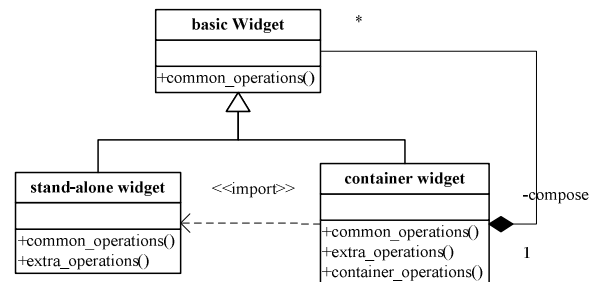 basic Widget
*
+common_operations()
stand-alone widget
<<import>>
container widget
-compose
+common_operations()
+extra_operations()
+common_operations()
+extra_operations()
+container_operations()
1